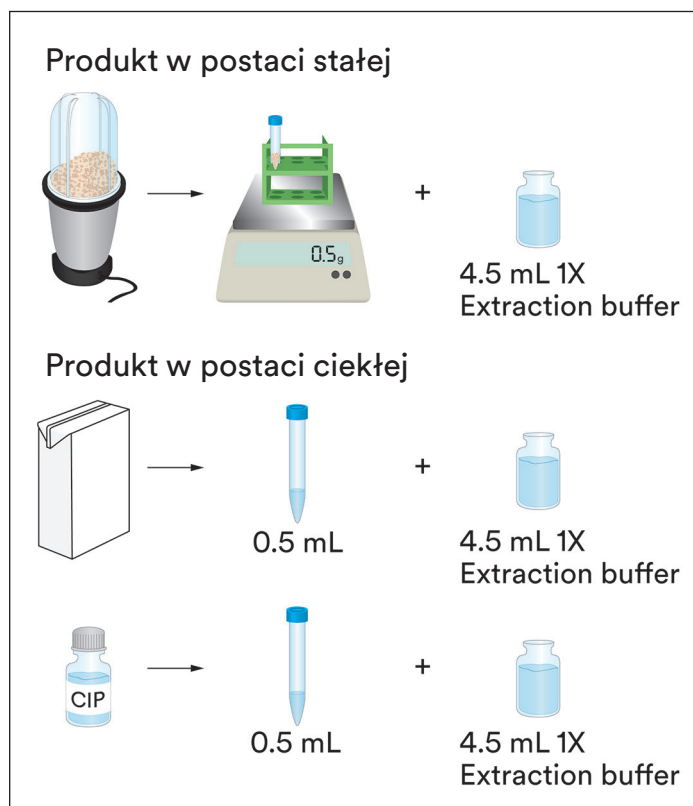 Produkt w postaci stałej
0.5g
+
4.5 mL 1X
Extraction buffer
Produkt w postaci ciekłej
+
0.5 mL
4.5 mL 1X
Extraction buffer
CIP
+
0.5 mL
4.5 mL 1X
Extraction buffer